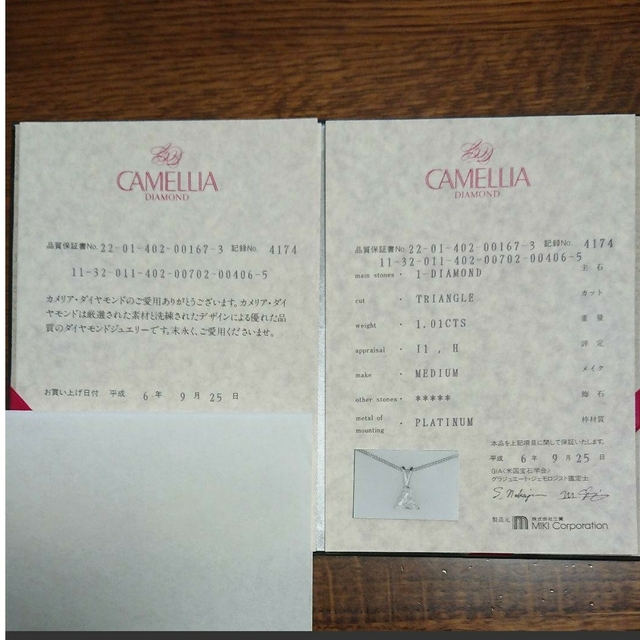 CAMELLIA
DIAMOND
品質保証書No. 22-01-402-00167-3 記録No. 4174
11-32-011-402-00702-00406-5
カメリア・ダイヤモンドのご愛用ありがとうございます。カメリア・ダイ
ヤモンドは厳選された素材と洗練されたデザインによる優れた品
質のダイヤモンドジュエリーです。末永く、ご愛用くださいませ。
お買い上げ日付 平成 6年 9月25日
CAMELLIA
DIAMOND
品質保証書No. 22-01-402-00167-3 記録No. 4174
11-32-011-402-00702-00406-5
main stones・ 1-DIAMOND 主石
cut ・ TRIANGLE カット
weight ・ 1.01CTS 重量
appraisal ・ I1 , H 評定
make ・ MEDIUM メイク
other stones・ ***** 脇石
metal of
mounting ・ PLATINUM 枠材質
本品を上記項目に関して保証いたします。
平成 6年 9月25日
GIA(米国宝石学会)
グラジュエート・ジェモロジスト鑑定士
製造元 株式会社三貴
MIKI Corporation